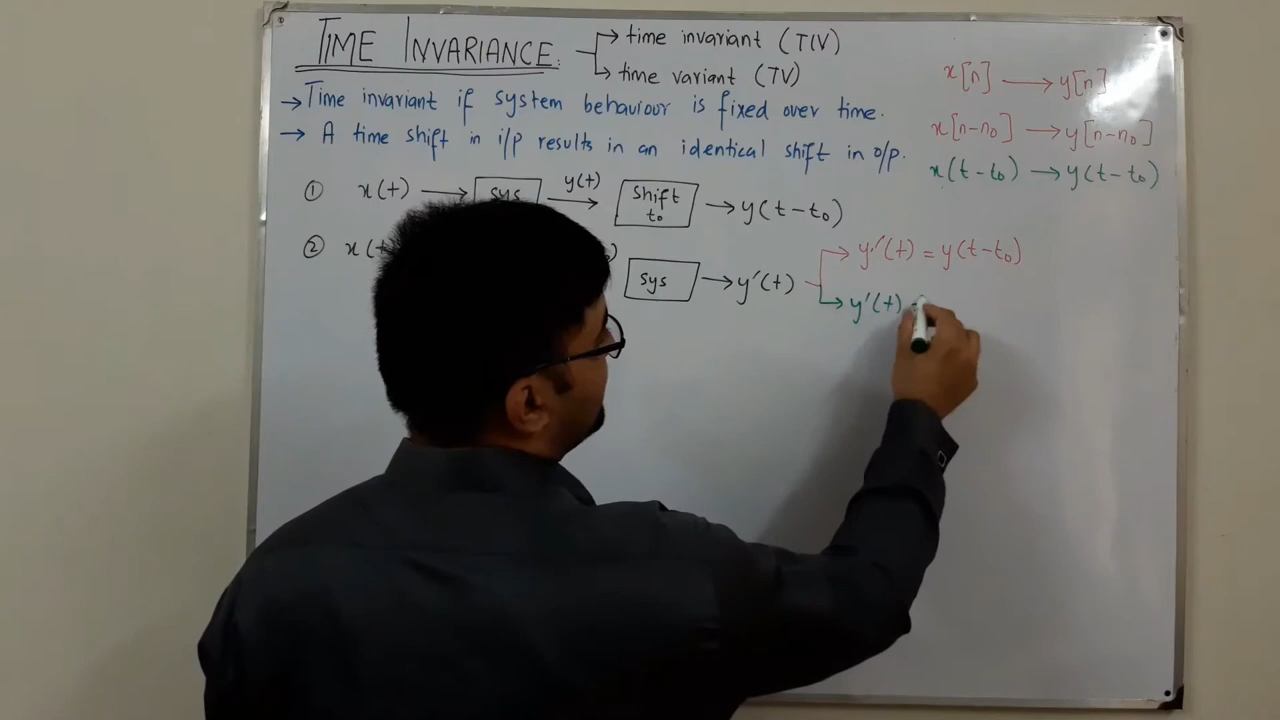 TIME INVARIANCE. → time invariant (TIV)
→ time variant (TV)
x[n] → y[n]
→ Time invariant if system behaviour is fixed over time.
x[n-n₀] → y[n-n₀]
→ A time shift in i/p results in an identical shift in o/p.
x(t-t₀) → y(t-t₀)
① x(t) → sys y(t) → shift t₀ → y(t-t₀)
② x(t sys → y'(t) → y'(t) = y(t-t₀)
→ y'(t)